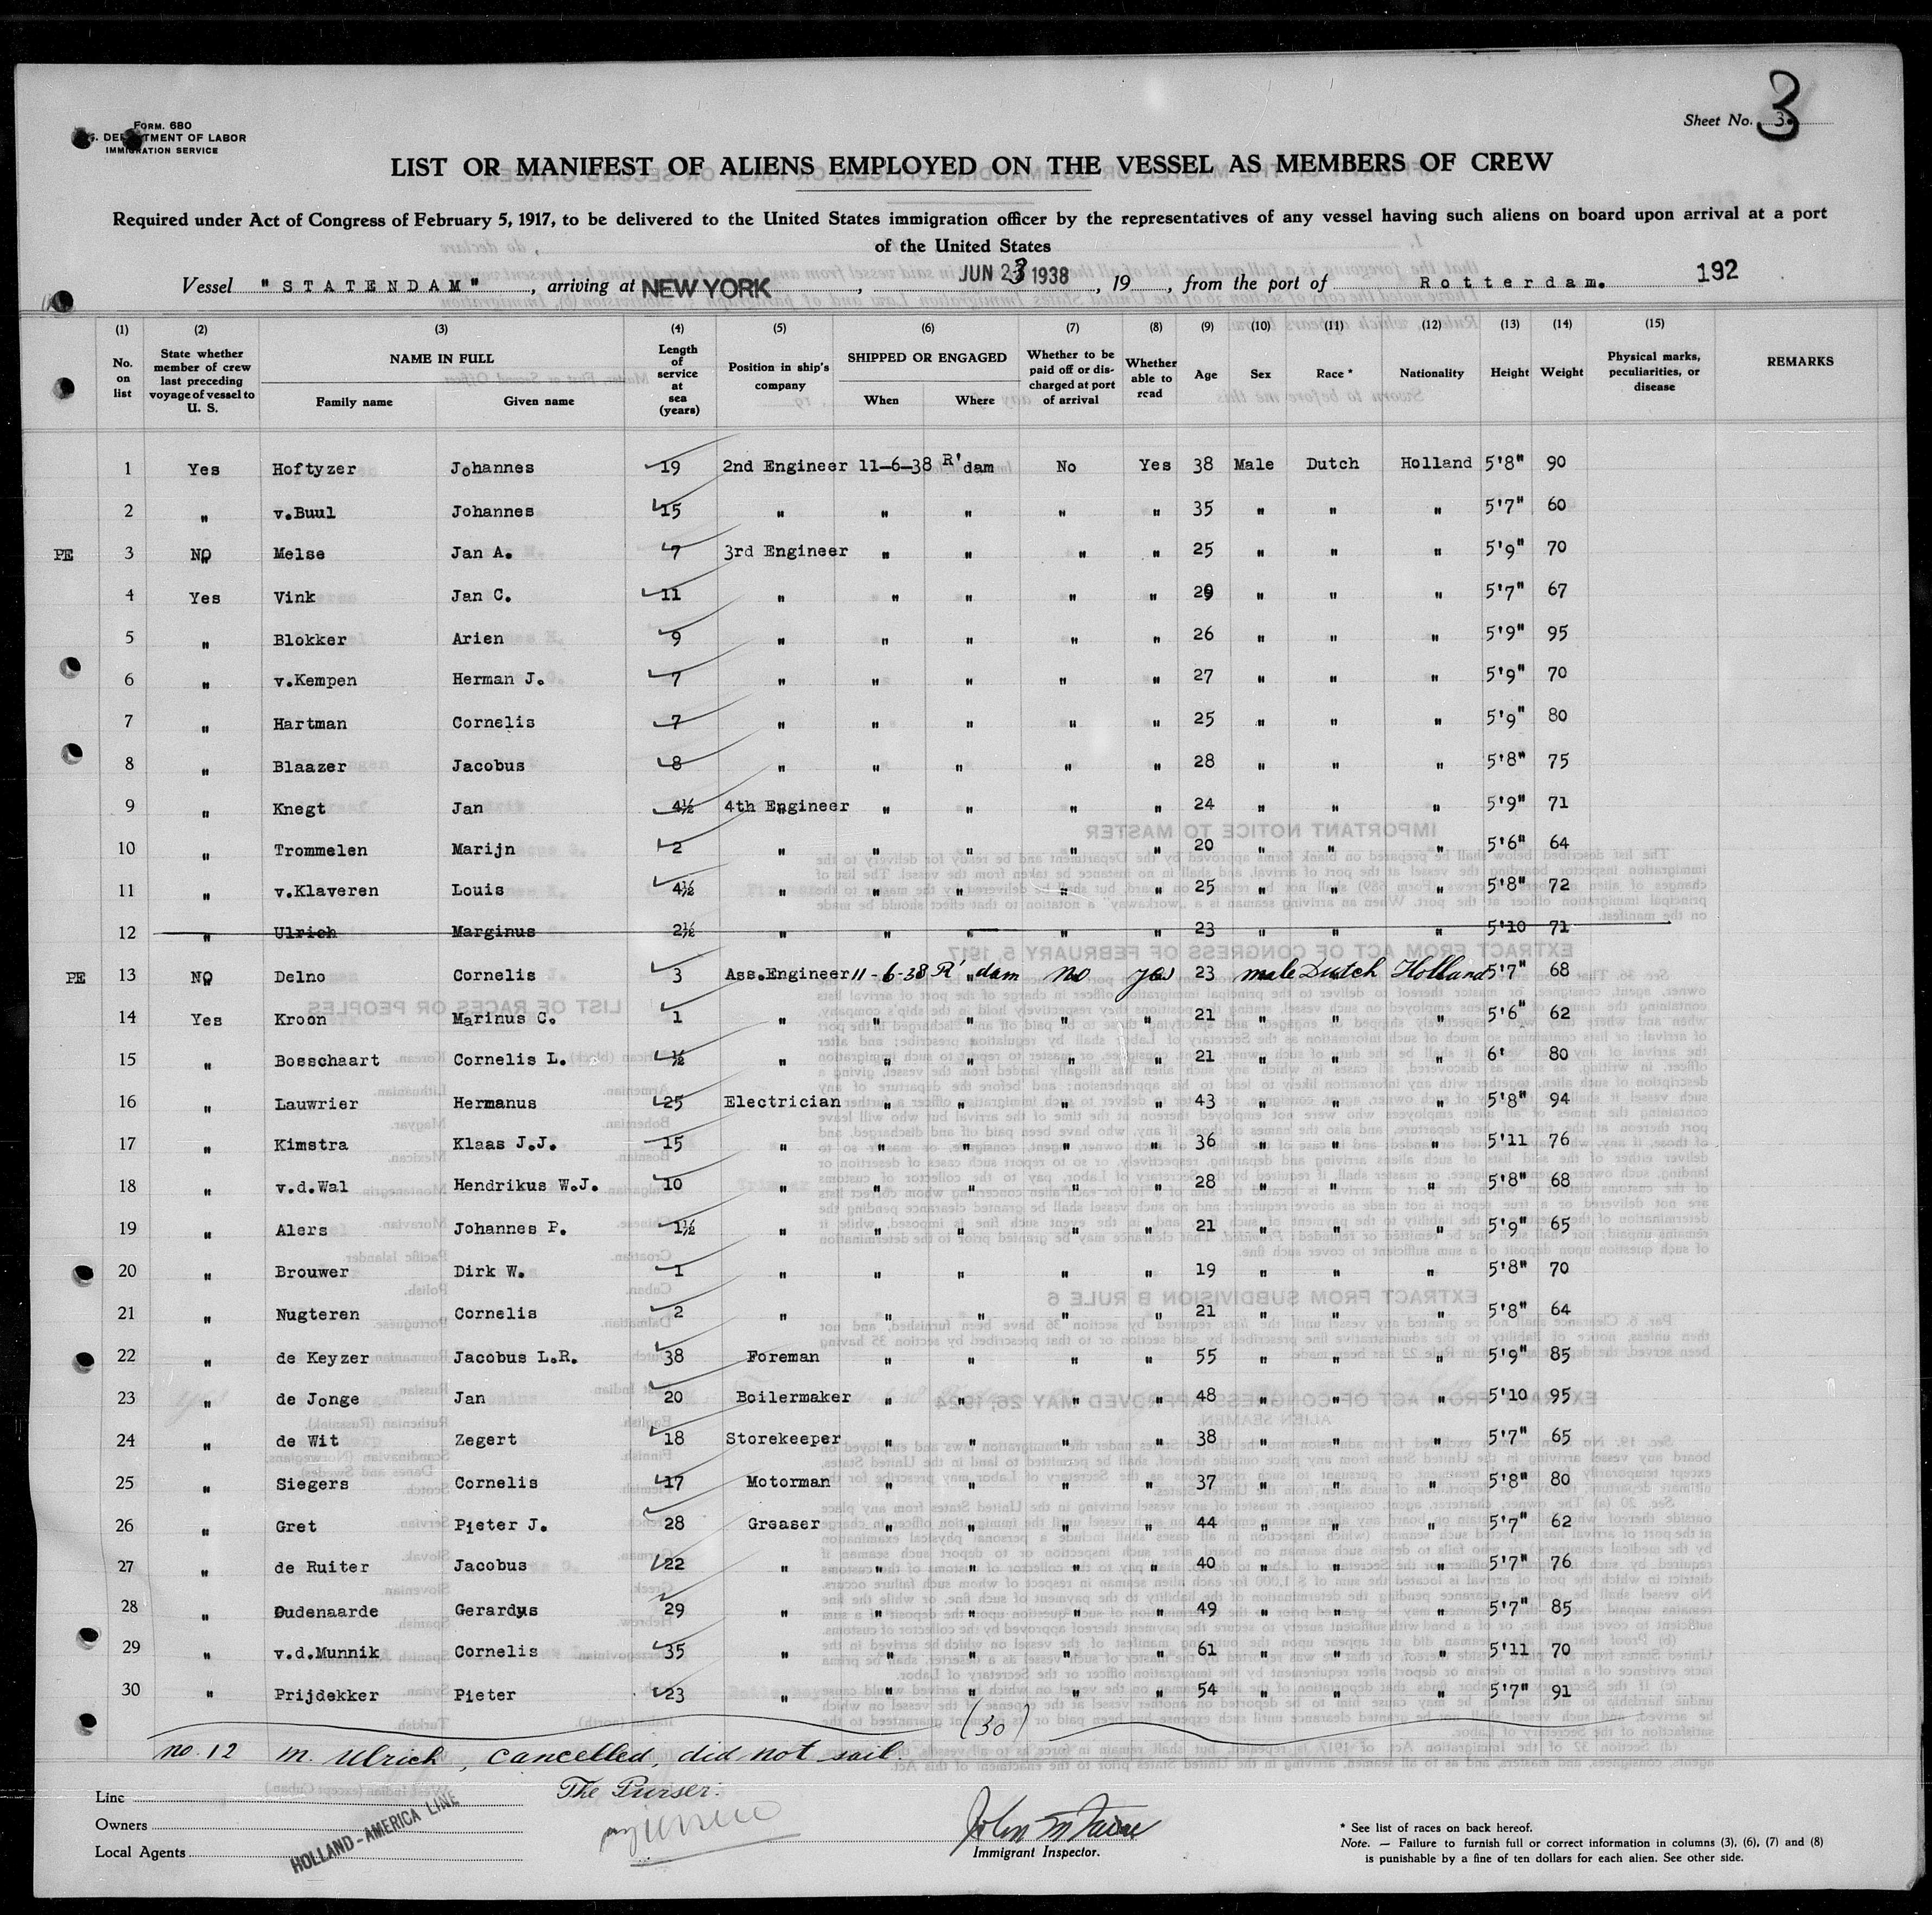 Form. 680
U. S. DEPARTMENT OF LABOR
IMMIGRATION SERVICE
Sheet No. 3. 3
LIST OR MANIFEST OF ALIENS EMPLOYED ON THE VESSEL AS MEMBERS OF CREW
Required under Act of Congress of February 5, 1917, to be delivered to the United States immigration officer by the representatives of any vessel having such aliens on board upon arrival at a port
of the United States
Vessel "STATENDAM", arriving at NEW YORK, JUN 23 1938, 19, from the port of Rotterdam. 192
(1) (2) (3) (4) (5) (6) (7) (8) (9) (10) (11) (12) (13) (14) (15)
No. on list State whether member of crew last preceding voyage of vessel to U. S. NAME IN FULL Family name Given name Length of service at sea (years) Position in ship's company SHIPPED OR ENGAGED When Where Whether to be paid off or discharged at port of arrival Whether able to read Age Sex Race * Nationality Height Weight Physical marks, peculiarities, or disease REMARKS
1 Yes Hoftyzer Johannes 19 2nd Engineer 11-6-38 R'dam No Yes 38 Male Dutch Holland 5'8" 90
2 " v.Buul Johannes 15 " " " " " 35 " " " 5'7" 60
PE 3 No Melse Jan A. 7 3rd Engineer " " " " 25 " " " 5'9" 70
4 Yes Vink Jan C. 11 " " " " " 29 " " " 5'7" 67
5 " Blokker Arien 9 " " " " " 26 " " " 5'9" 95
6 " v.Kempen Herman J. 7 " " " " " 27 " " " 5'9" 70
7 " Hartman Cornelis 7 " " " " " 25 " " " 5'9" 80
8 " Blaazer Jacobus 8 " " " " " 28 " " " 5'8" 75
9 " Knegt Jan 4½ 4th Engineer " " " " 24 " " " 5'9" 71
10 " Trommelen Marijn 2 " " " " " 20 " " " 5'6" 64
11 " v.Klaveren Louis 4½ " " " " " 25 " " " 5'8" 72
12 " Ulrich Marginus 2½ " " " " " 23 " " " 5'10 71
PE 13 No Delno Cornelis 3 Ass.Engineer 11-6-38 R'dam no yes 23 male Dutch Holland 5'7" 68
14 Yes Kroon Marinus C. 1 " " " " " 21 " " " 5'6" 62
15 " Bosschaart Cornelis L. ½ " " " " " 21 " " " 6' 80
16 " Lauwrier Hermanus 25 Electrician " " " " 43 " " " 5'8" 94
17 " Kimstra Klaas J.J. 15 " " " " " 36 " " " 5'11 76
18 " v.d.Wal Hendrikus W.J. 10 " " " " " 28 " " " 5'8" 68
19 " Alers Johannes P. 1½ " " " " " 21 " " " 5'9" 65
20 " Brouwer Dirk W. 1 " " " " " 19 " " " 5'8" 70
21 " Nugteren Cornelis 2 " " " " " 21 " " " 5'8" 64
22 " de Keyzer Jacobus L.R. 38 Foreman " " " " 55 " " " 5'9" 85
23 " de Jonge Jan 20 Boilermaker " " " " 48 " " " 5'10 95
24 " de Wit Zegert 18 Storekeeper " " " " 38 " " " 5'7" 65
25 " Siegers Cornelis 17 Motorman " " " " 37 " " " 5'8" 80
26 " Gret Pieter J. 28 Greaser " " " " 44 " " " 5'7" 62
27 " de Ruiter Jacobus 22 " " " " " 40 " " " 5'7" 76
28 " Oudenaarde Gerardus 29 " " " " " 49 " " " 5'7" 85
29 " v.d.Munnik Cornelis 35 " " " " " 61 " " " 5'11 70
30 " Prijdekker Pieter 23 " " " " " 54 " " " 5'7" 91
(30)
no. 12 M. Ulrich, cancelled, did not sail.
The Purser:
Line
Owners
Local Agents
HOLLAND-AMERICA LINE
Immigrant Inspector.
* See list of races on back hereof.
Note. — Failure to furnish full or correct information in columns (3), (6), (7) and (8)
is punishable by a fine of ten dollars for each alien. See other side.